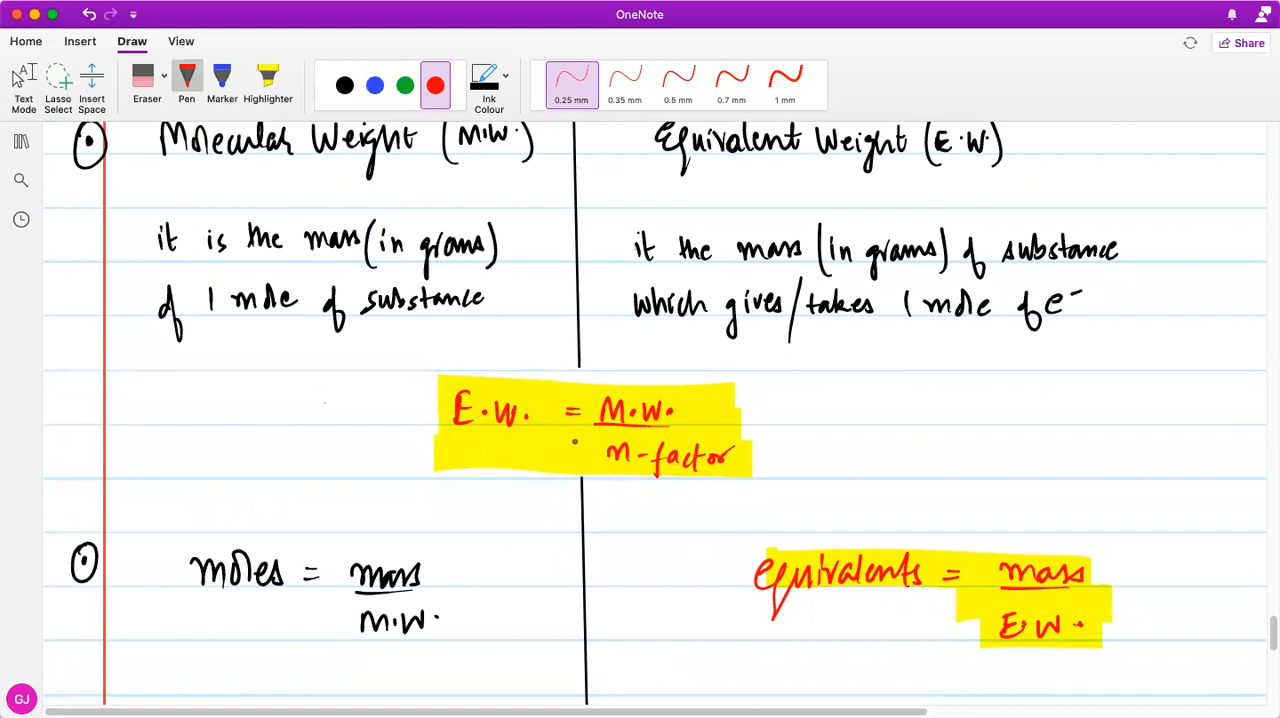 OneNote
Home Insert Draw View
Share
Text Mode
Lasso Select
Insert Space
Eraser
Pen
Marker
Highlighter
Ink Colour
0.25 mm
0.35 mm
0.5 mm
0.7 mm
1 mm
Molecular Weight (M.W.)
it is the mass (in grams)
of 1 mole of substance
Equivalent Weight (E.W.)
it the mass (in grams) of substance
which gives/takes 1 mole of e⁻
E.W. = M.W.
n-factor
moles = mass
M.W.
equivalents = mass
E.W.
GJ